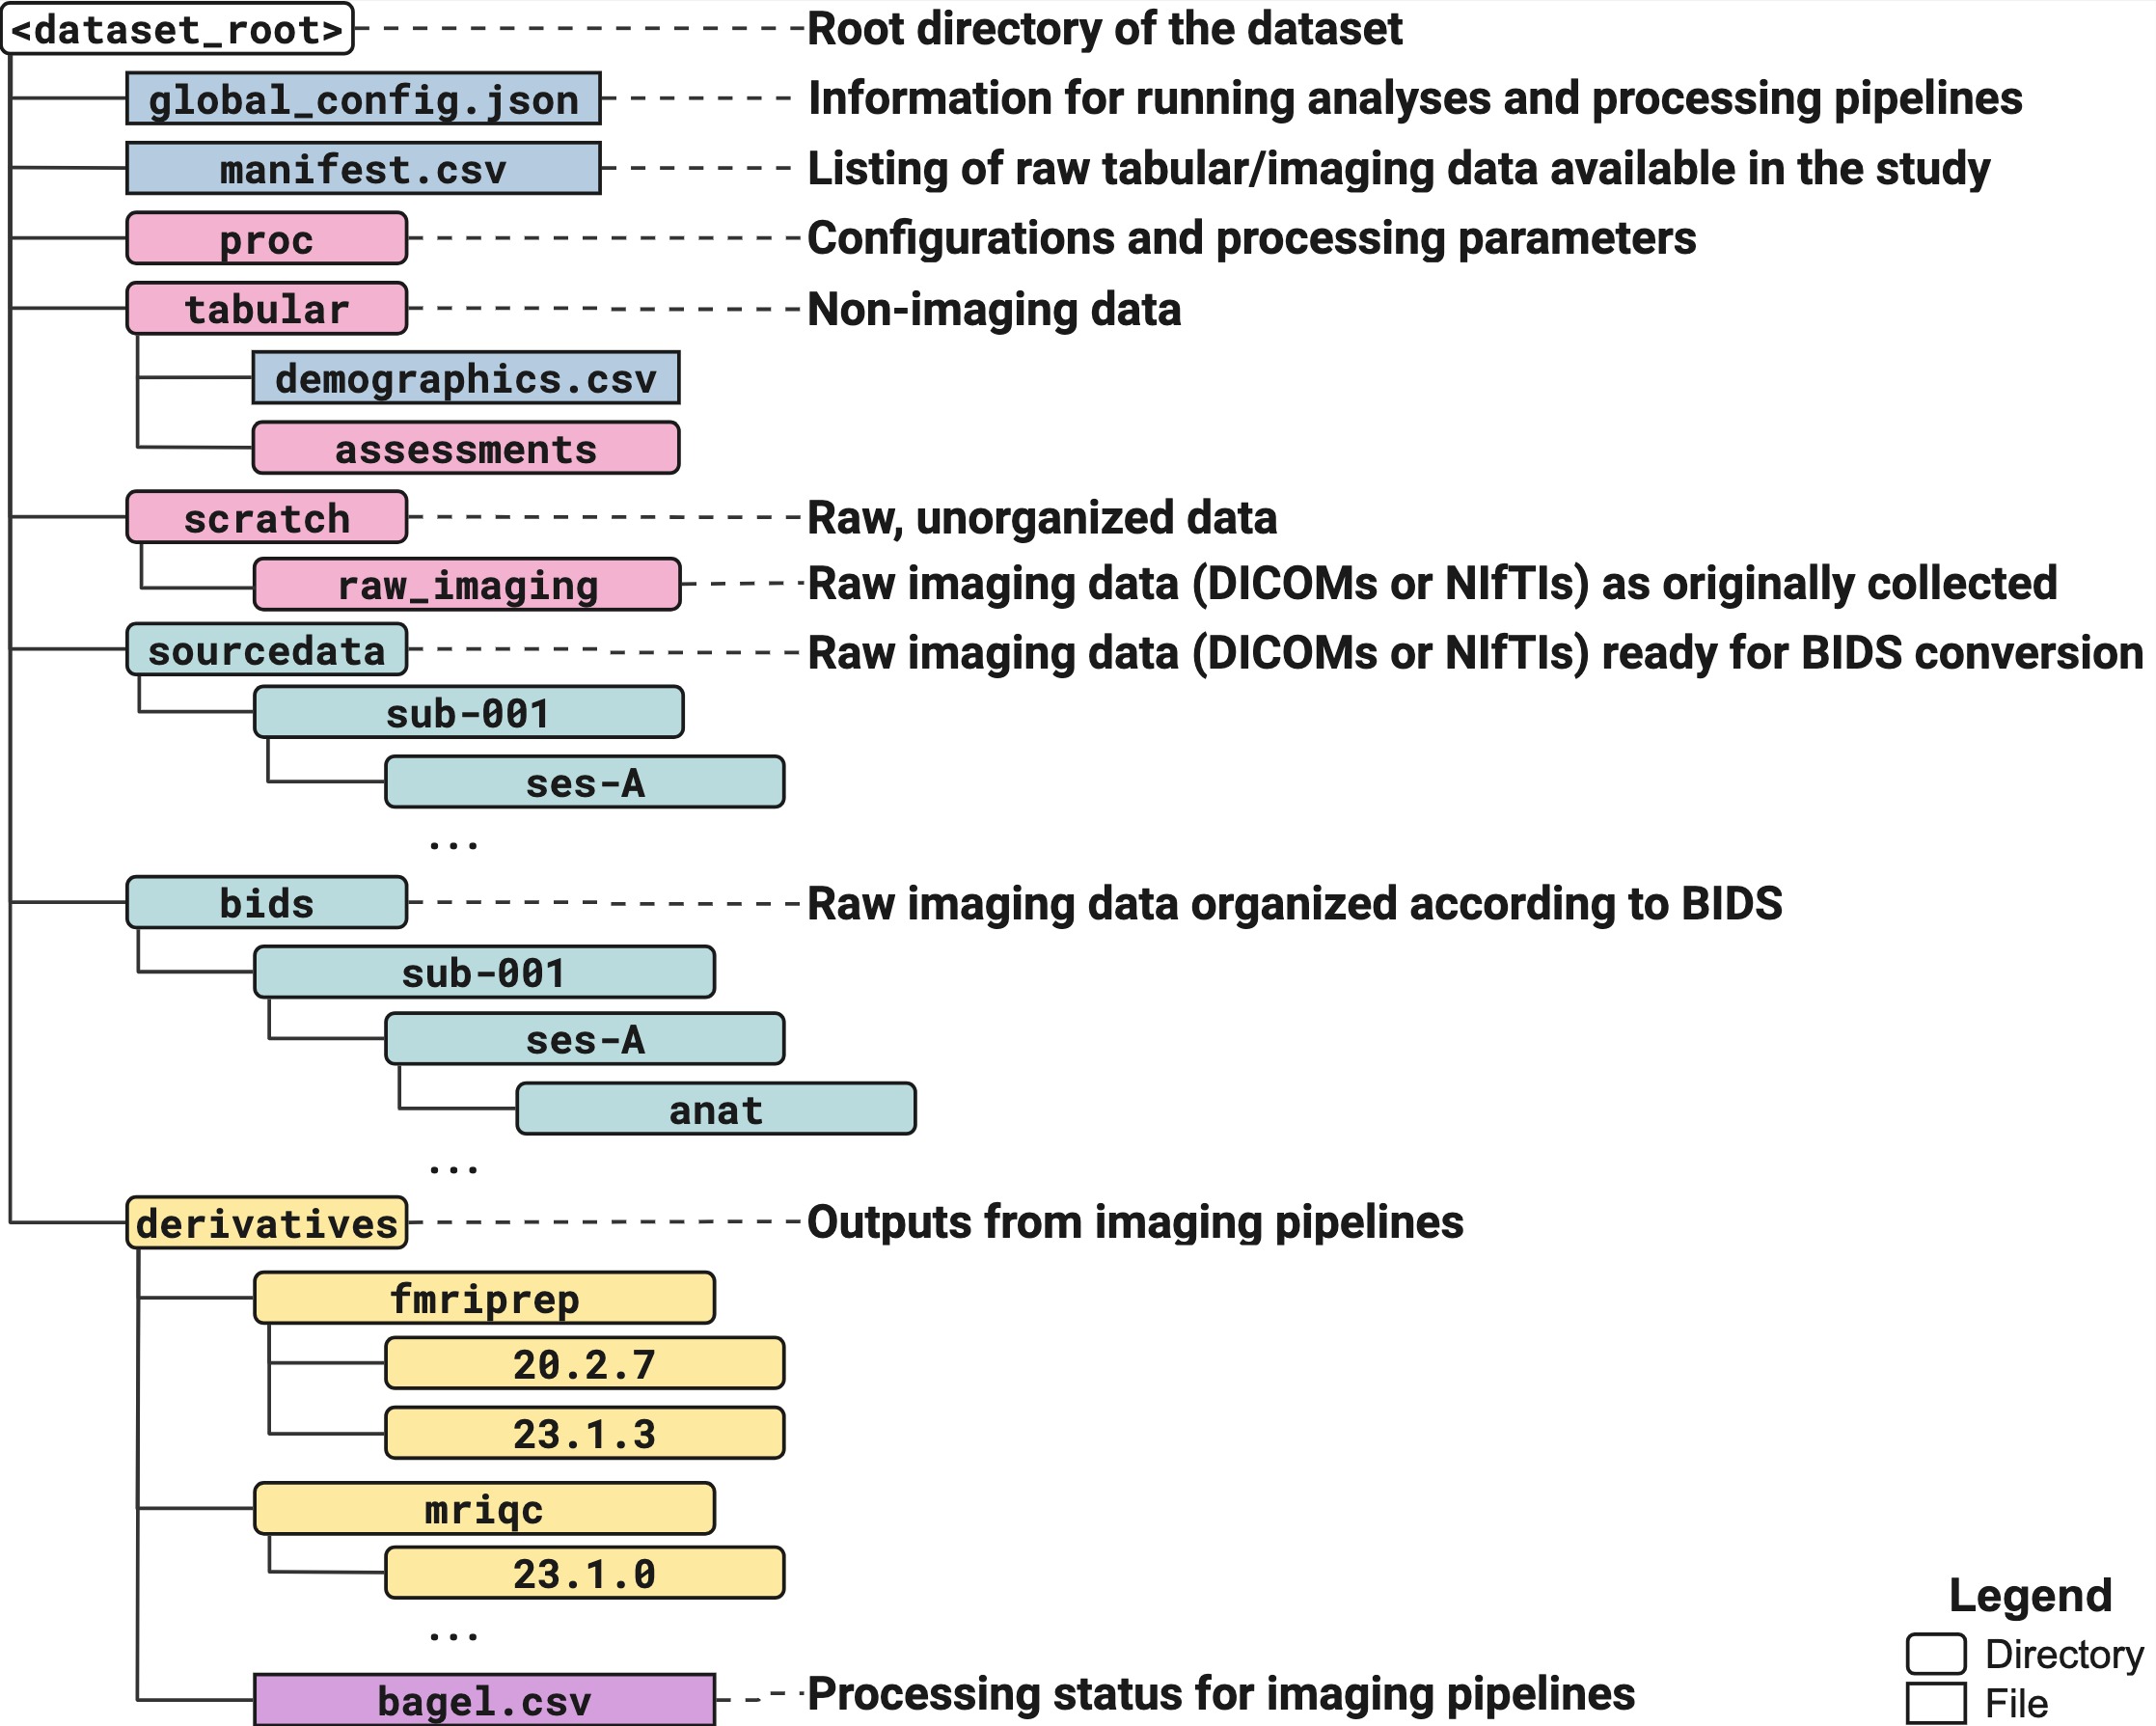 <dataset_root> Root directory of the dataset
global_config.json Information for running analyses and processing pipelines
manifest.csv Listing of raw tabular/imaging data available in the study
proc Configurations and processing parameters
tabular Non-imaging data
demographics.csv
assessments
scratch Raw, unorganized data
raw_imaging Raw imaging data (DICOMs or NIfTIs) as originally collected
sourcedata Raw imaging data (DICOMs or NIfTIs) ready for BIDS conversion
sub-001
ses-A
...
bids Raw imaging data organized according to BIDS
sub-001
ses-A
anat
...
derivatives Outputs from imaging pipelines
fmriprep
20.2.7
23.1.3
mriqc
23.1.0
...
bagel.csv Processing status for imaging pipelines
Legend
Directory
File